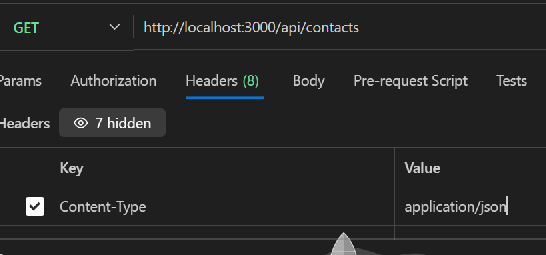 GET http://localhost:3000/api/contacts
Params Authorization Headers (8) Body Pre-request Script Tests
Headers 7 hidden
Key Value
Content-Type application/json